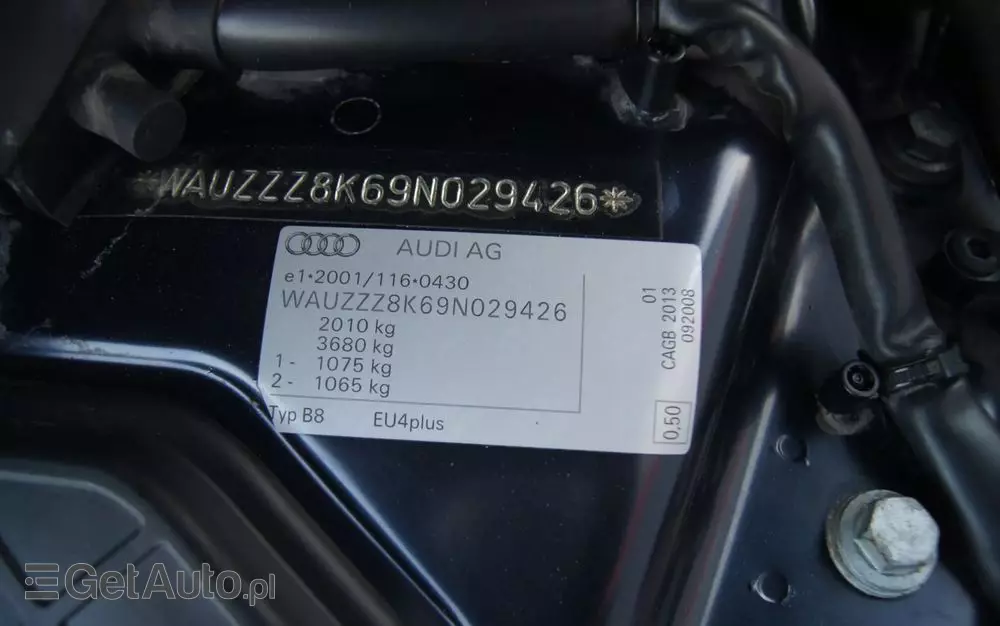 *WAUZZZ8K69N029426*
AUDI AG
e1*2001/116*0430
WAUZZZ8K69N029426
2010 kg
3680 kg
1- 1075 kg
2- 1065 kg
Typ B8 EU4plus
01
CAGB 2013
092008
0,50
GetAuto.pl